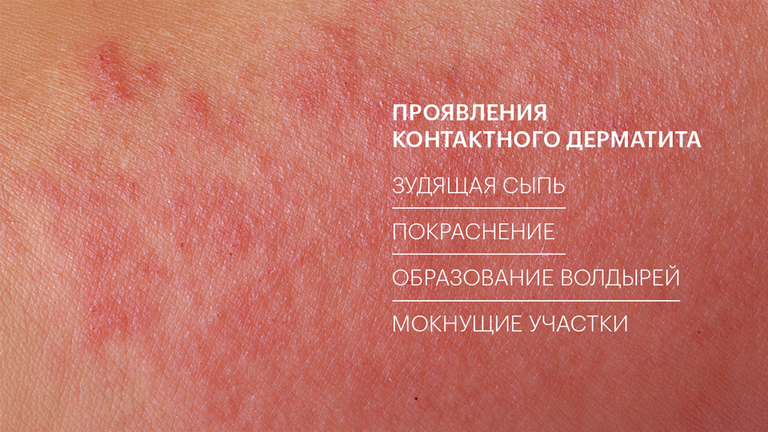 ПРОЯВЛЕНИЯ
КОНТАКТНОГО ДЕРМАТИТА
ЗУДЯЩАЯ СЫПЬ
ПОКРАСНЕНИЕ
ОБРАЗОВАНИЕ ВОЛДЫРЕЙ
МОКНУЩИЕ УЧАСТКИ